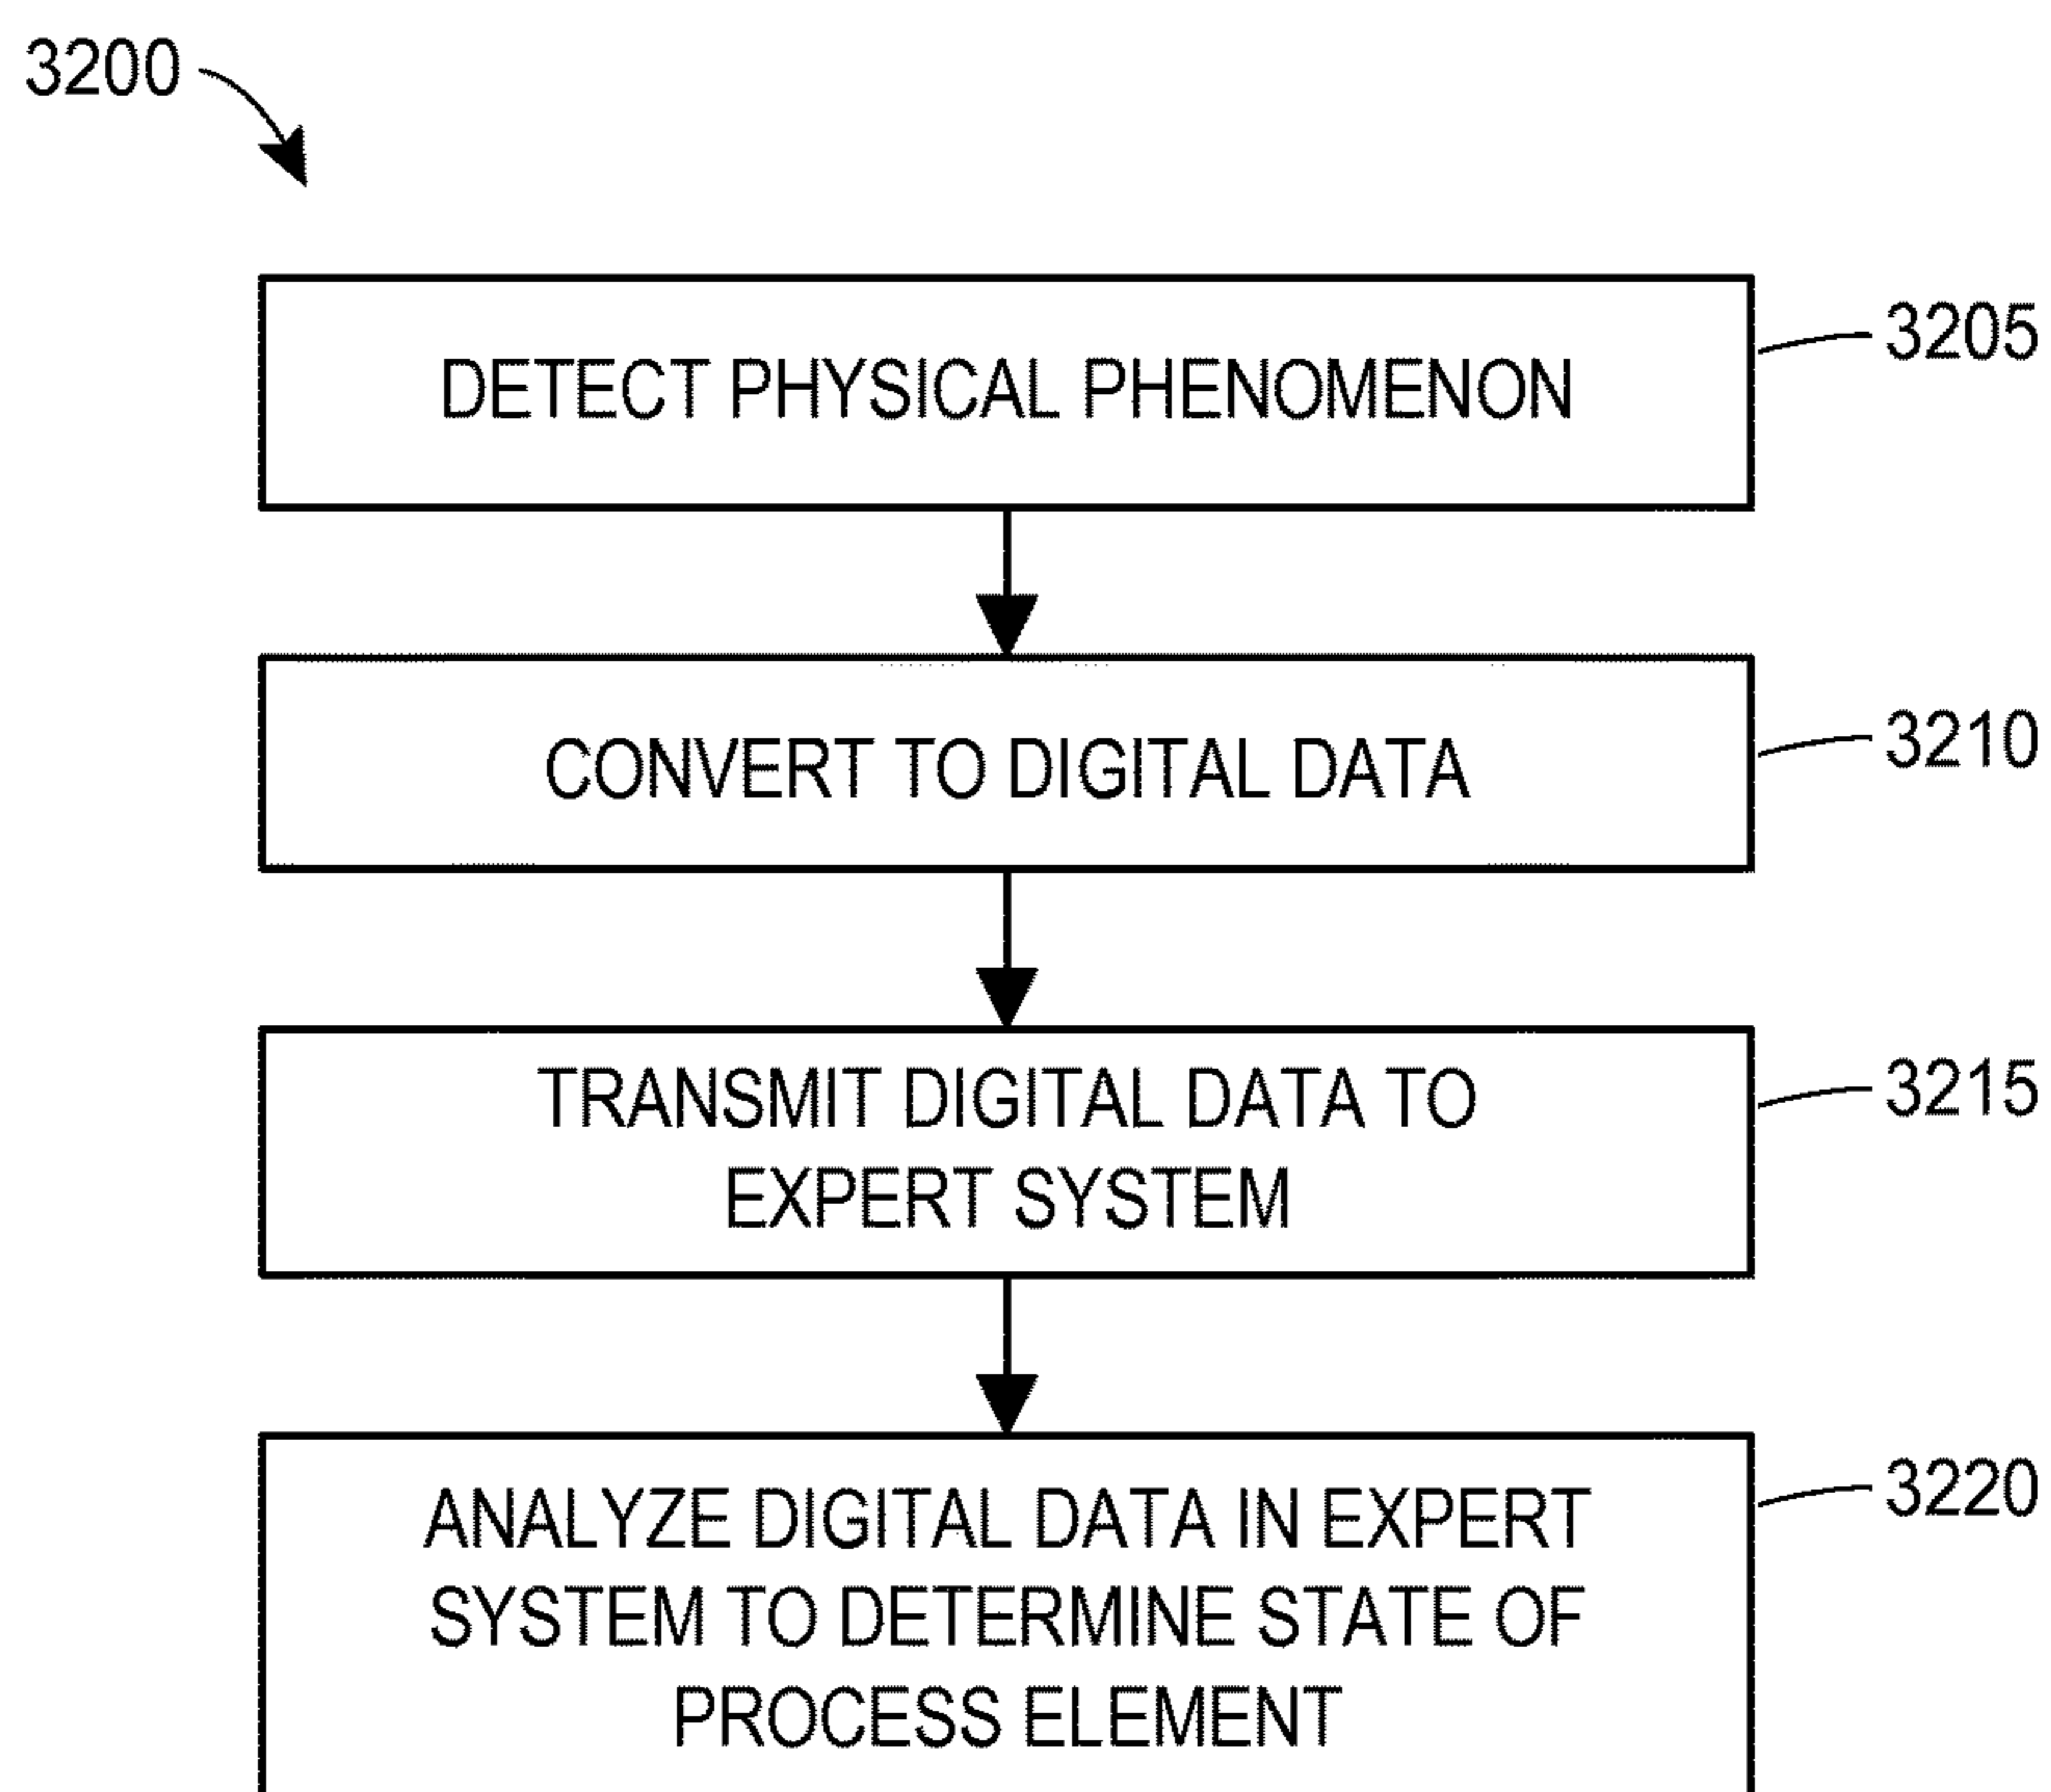 3200
DETECT PHYSICAL PHENOMENON
3205
CONVERT TO DIGITAL DATA
3210
TRANSMIT DIGITAL DATA TO
EXPERT SYSTEM
3215
ANALYZE DIGITAL DATA IN EXPERT
SYSTEM TO DETERMINE STATE OF
PROCESS ELEMENT
3220